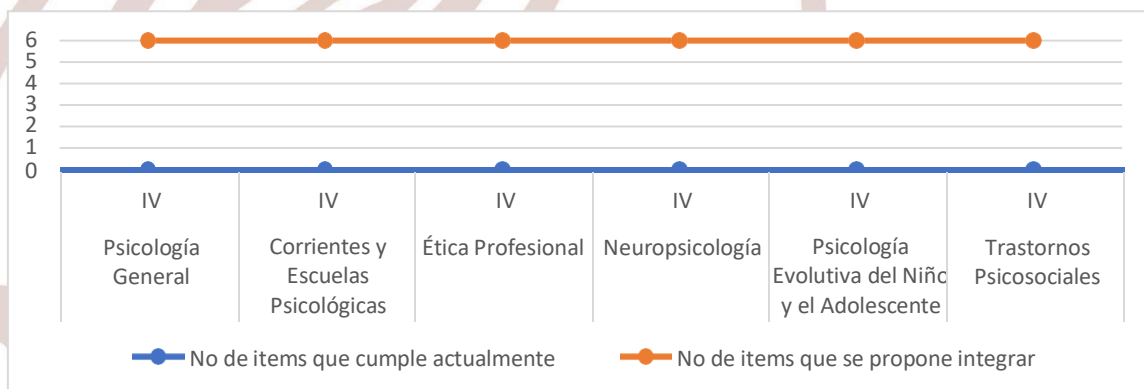 6
5
4
3
2
1
0
IV IV IV IV IV IV
Psicología Corrientes y Ética Profesional Neuropsicología Psicología Trastornos
General Escuelas Evolutiva del Niño Psicosociales
Psicológicas y el Adolescente
No de items que cumple actualmente No de items que se propone integrar